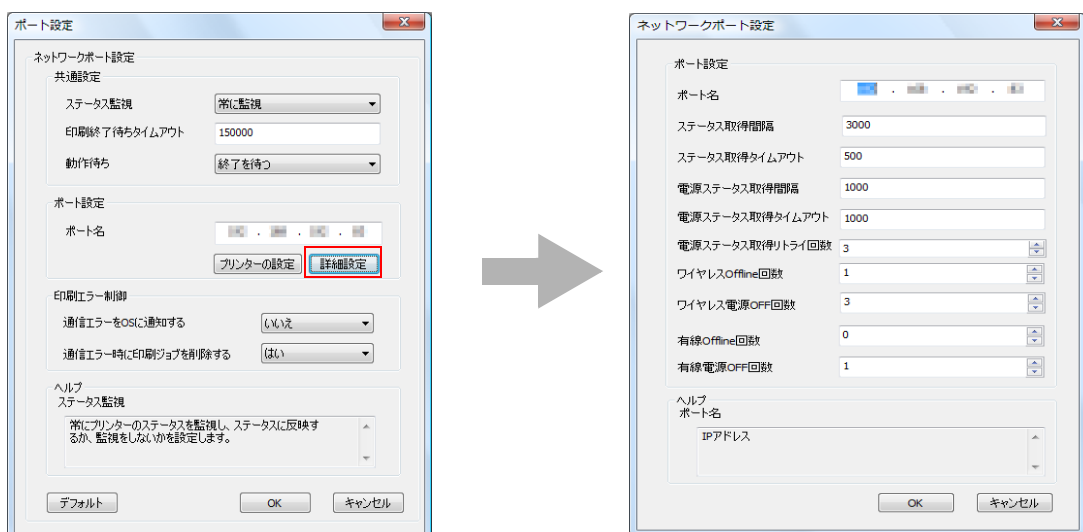 ポート設定
ネットワークポート設定
共通設定
ステータス監視 常に監視
印刷終了待ちタイムアウト 150000
動作待ち 終了を待つ
ポート設定
ポート名
プリンターの設定 詳細設定
印刷エラー制御
通信エラーをOSに通知する いいえ
通信エラー時に印刷ジョブを削除する はい
ヘルプ
ステータス監視
常にプリンターのステータスを監視し、ステータスに反映す
るか、監視をしないかを設定します。
デフォルト OK キャンセル
ネットワークポート設定
ポート設定
ポート名
ステータス取得間隔 3000
ステータス取得タイムアウト 500
電源ステータス取得間隔 1000
電源ステータス取得タイムアウト 1000
電源ステータス取得リトライ回数 3
ワイヤレスOffline回数 1
ワイヤレス電源OFF回数 3
有線Offline回数 0
有線電源OFF回数 1
ヘルプ
ポート名
IPアドレス
OK キャンセル